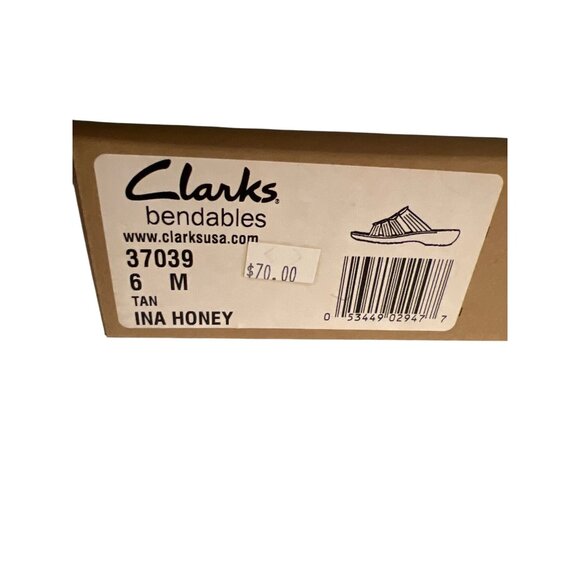 Clarks®
bendables
www.clarksusa.com
37039
6 M
TAN
INA HONEY
$70.00
0 53449 02947 7